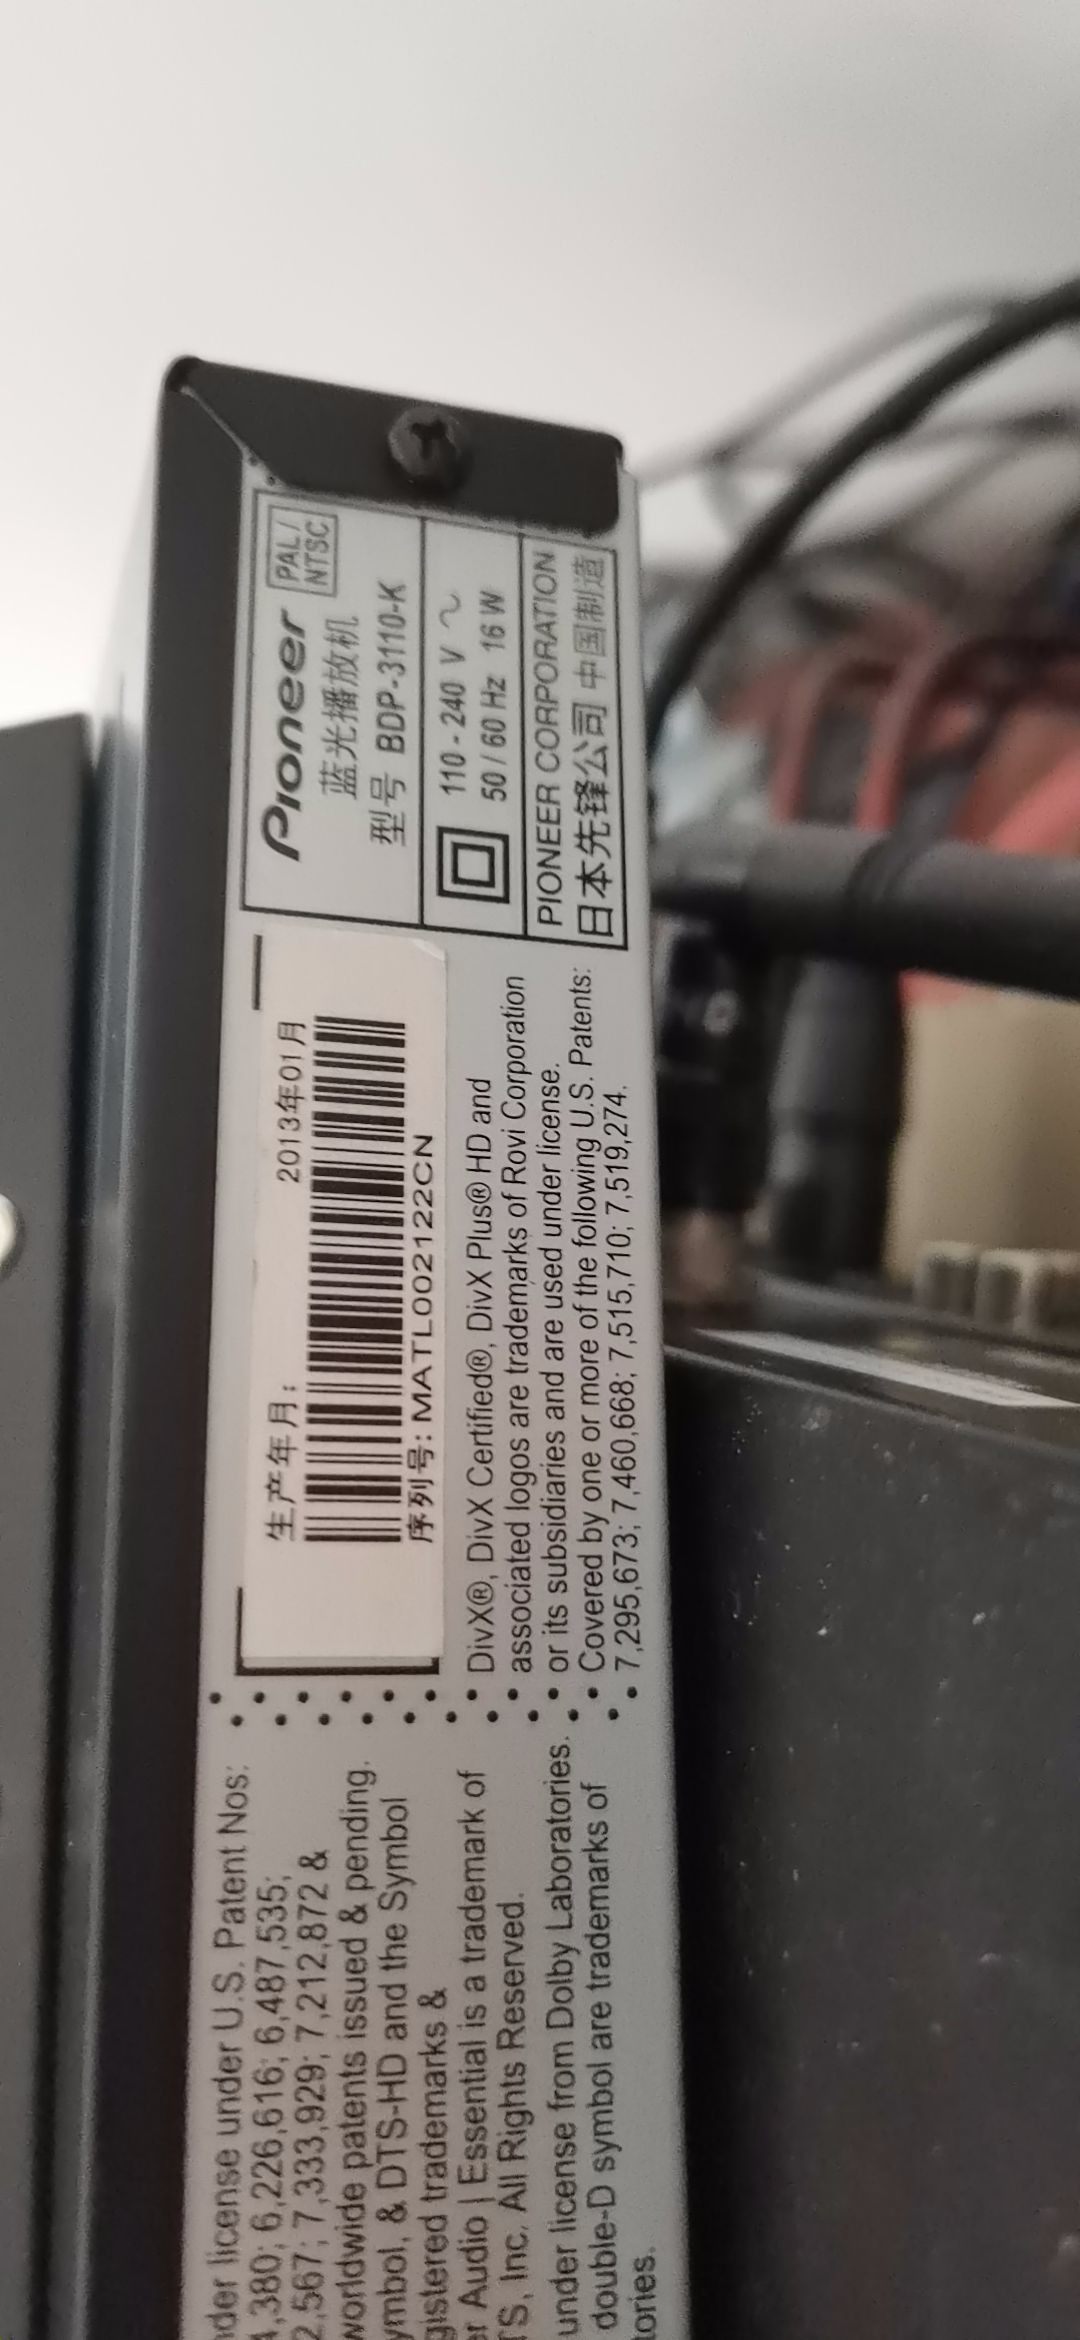 Pioneer
PAL/
NTSC
蓝光播放机
型号 BDP-3110-K
110-240 V ~
50/60 Hz 16 W
PIONEER CORPORATION
日本先锋公司 中国制造
生产年月: 2013年01月
序列号: MATL002122CN
DivX®, DivX Certified®, DivX Plus® HD and
associated logos are trademarks of Rovi Corporation
or its subsidiaries and are used under license.
Covered by one or more of the following U.S. Patents:
7,295,673; 7,460,668; 7,515,710; 7,519,274.
license under U.S. Patent Nos:
,380; 6,226,616; 6,487,535;
,567; 7,333,929; 7,212,872 &
worldwide patents issued & pending.
& DTS-HD and the Symbol
trademarks &
Audio | Essential is a trademark of
Inc. All Rights Reserved.
under license from Dolby Laboratories.
double-D symbol are trademarks of